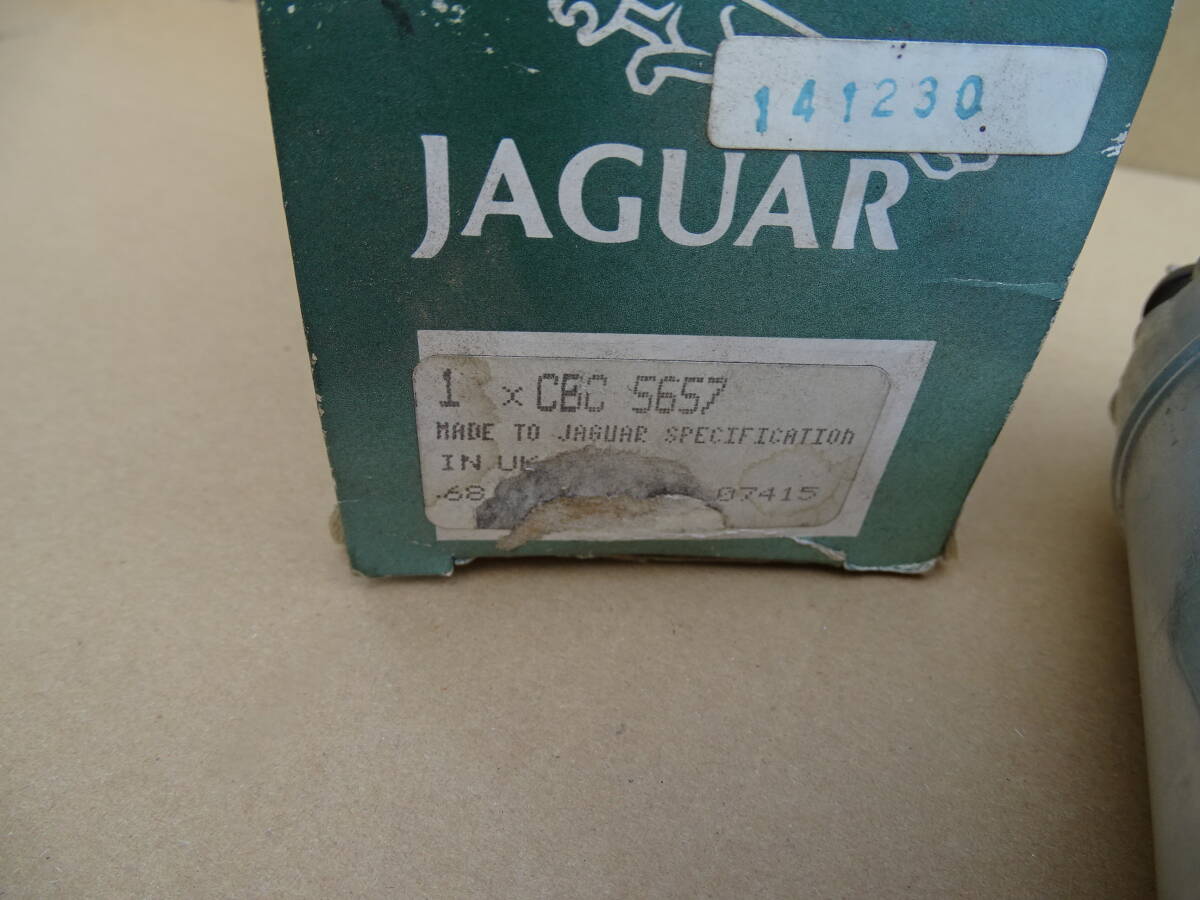 141230
JAGUAR
1 x CBC 5657
MADE TO JAGUAR SPECIFICATION
IN UK
.68 07415